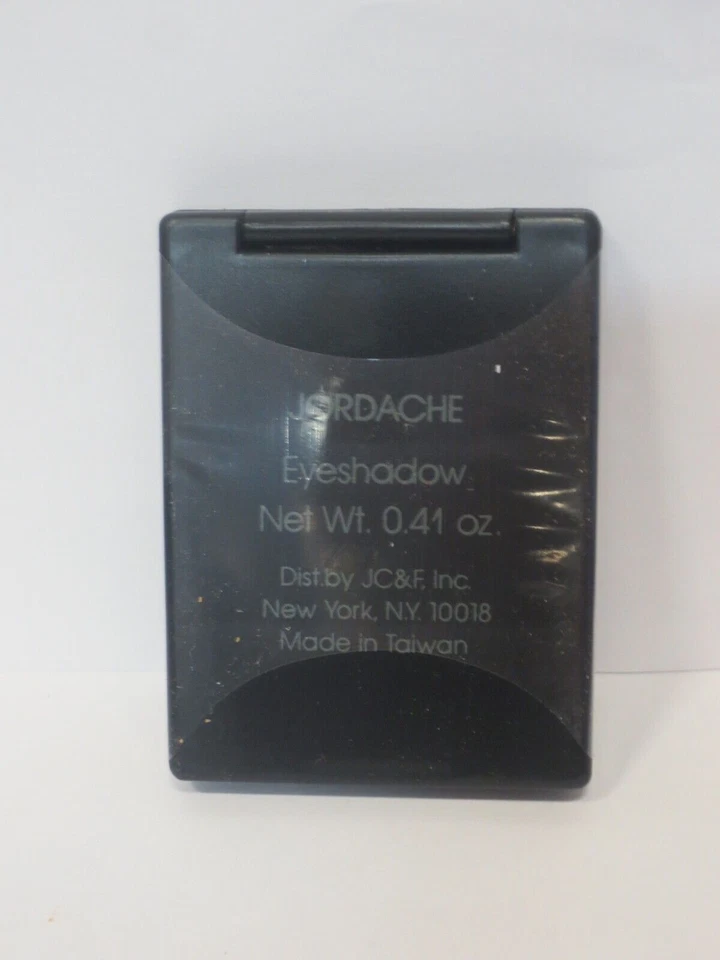 JORDACHE
Eyeshadow
Net Wt. 0.41 oz.
Dist.by JC&F, Inc.
New York, N.Y. 10018
Made in Taiwan